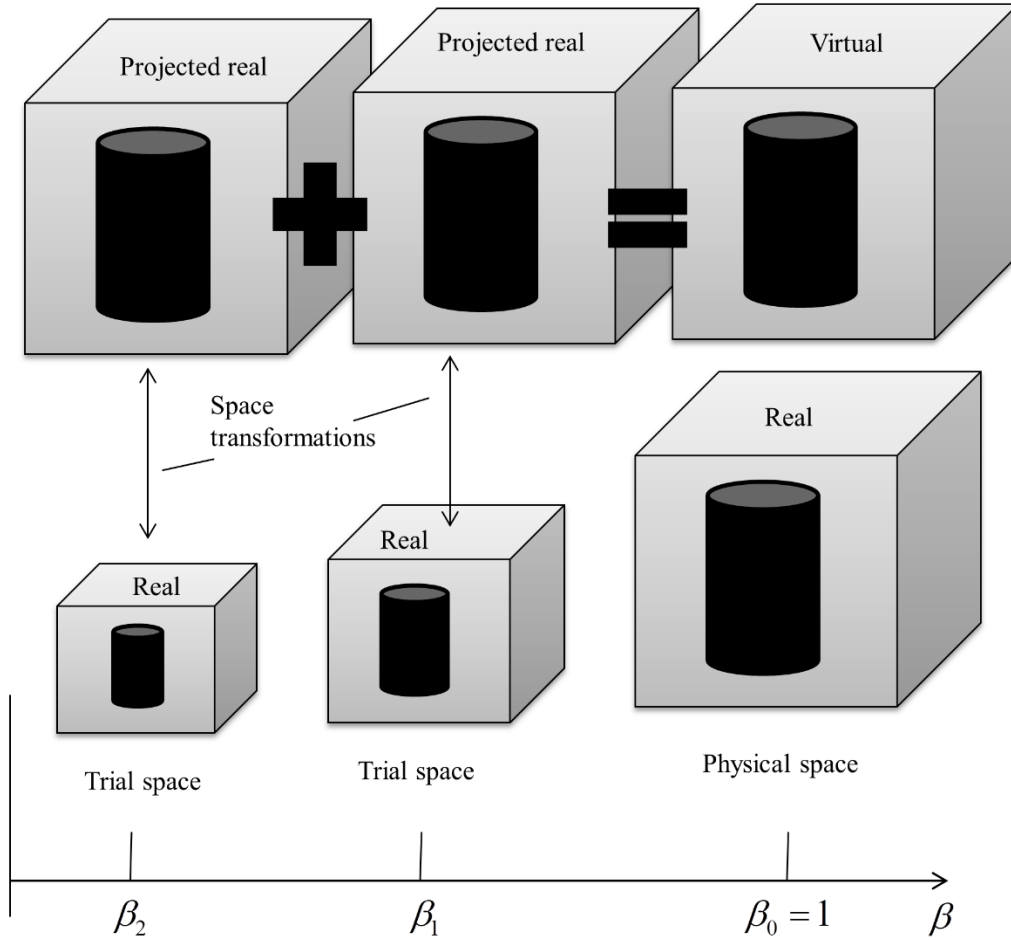 Projected real
Projected real
Virtual
Space
transformations
Real
Real
Real
Trial space
Trial space
Physical space
β₂
β₁
β₀ = 1
β